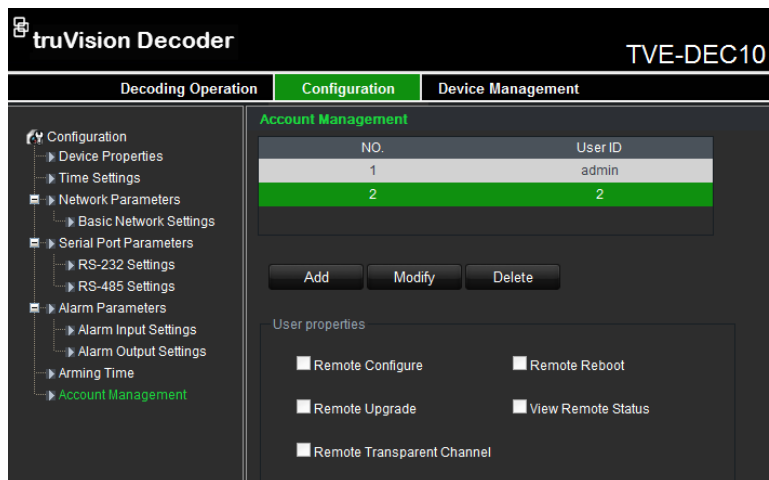 truVision Decoder
TVE-DEC10
Decoding Operation Configuration Device Management
Configuration
Device Properties
Time Settings
Network Parameters
Basic Network Settings
Serial Port Parameters
RS-232 Settings
RS-485 Settings
Alarm Parameters
Alarm Input Settings
Alarm Output Settings
Arming Time
Account Management
Account Management
NO. User ID
1 admin
2 2
Add Modify Delete
User properties
Remote Configure Remote Reboot
Remote Upgrade View Remote Status
Remote Transparent Channel